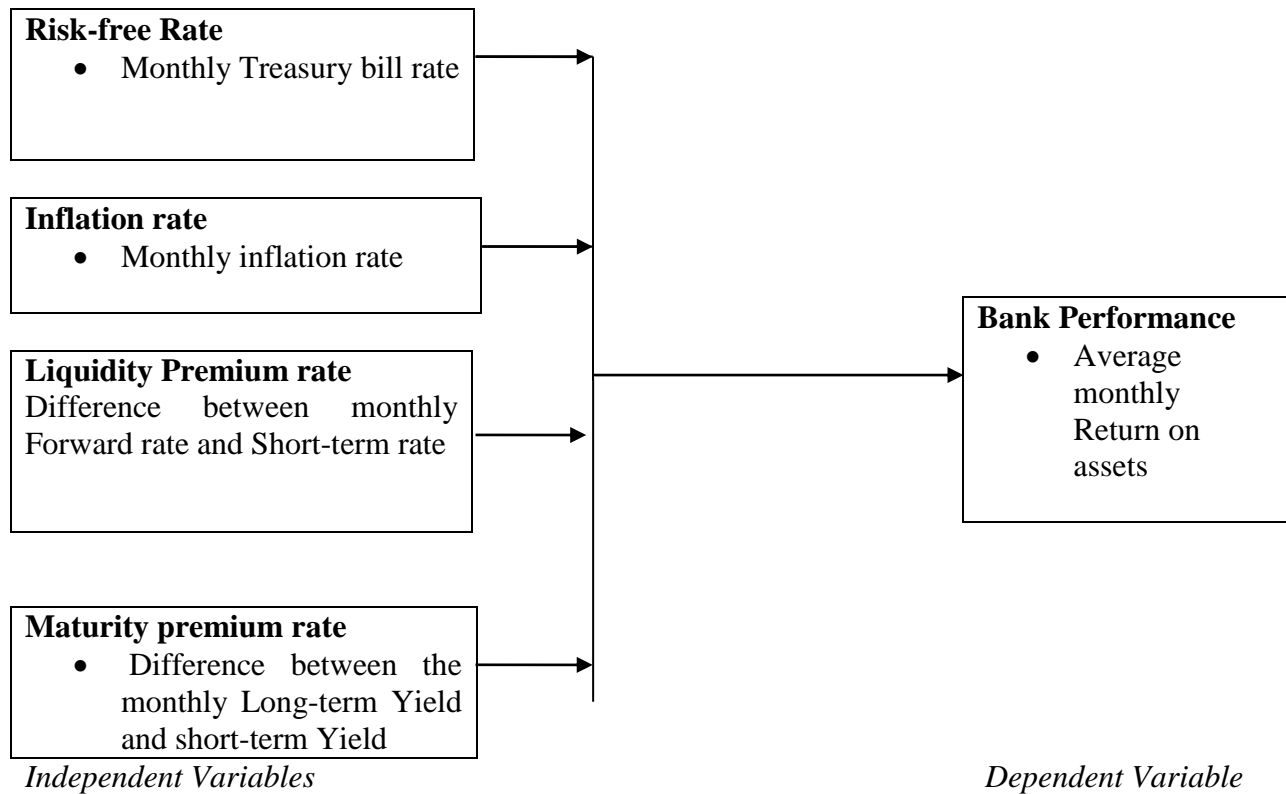 Risk-free Rate
• Monthly Treasury bill rate
Inflation rate
• Monthly inflation rate
Liquidity Premium rate
Difference between monthly
Forward rate and Short-term rate
Maturity premium rate
• Difference between the
monthly Long-term Yield
and short-term Yield
Independent Variables
Bank Performance
• Average
monthly
Return on
assets
Dependent Variable